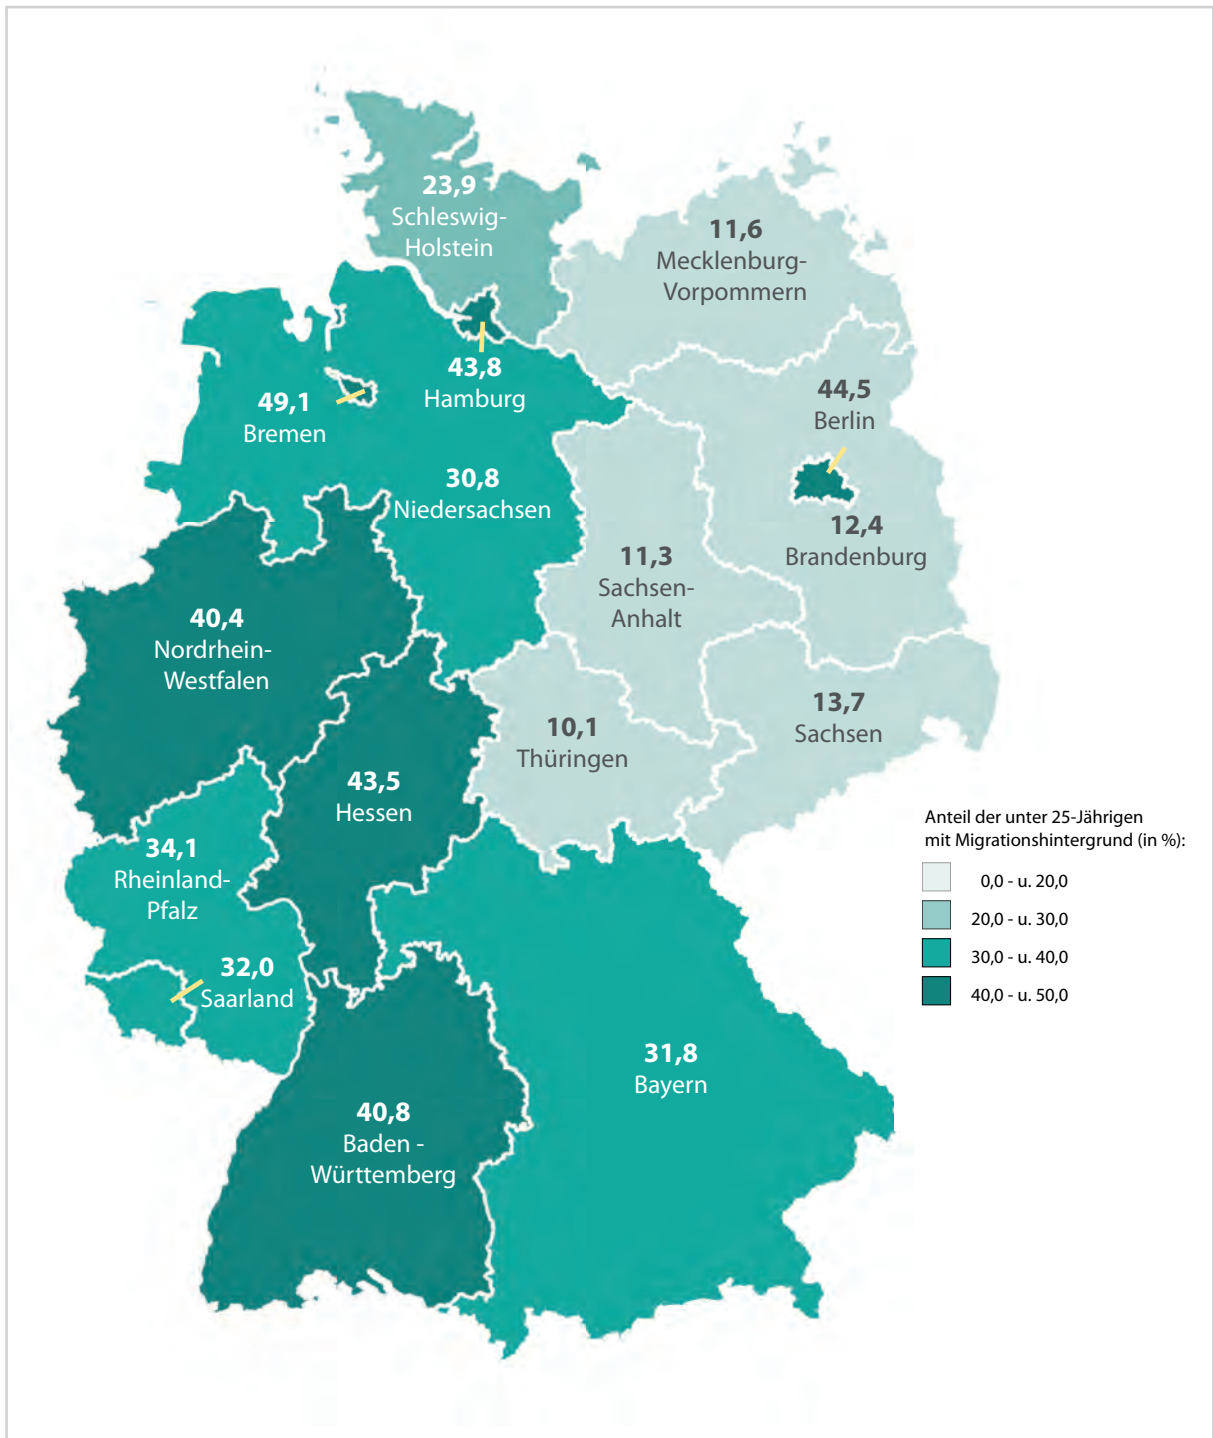 23,9
Schleswig-
Holstein
11,6
Mecklenburg-
Vorpommern
43,8
Hamburg
49,1
Bremen
44,5
Berlin
30,8
Niedersachsen
12,4
Brandenburg
11,3
Sachsen-
Anhalt
40,4
Nordrhein-
Westfalen
13,7
Sachsen
10,1
Thüringen
43,5
Hessen
34,1
Rheinland-
Pfalz
32,0
Saarland
31,8
Bayern
40,8
Baden -
Württemberg
Anteil der unter 25-Jährigen
mit Migrationshintergrund (in %):
0,0 - u. 20,0
20,0 - u. 30,0
30,0 - u. 40,0
40,0 - u. 50,0